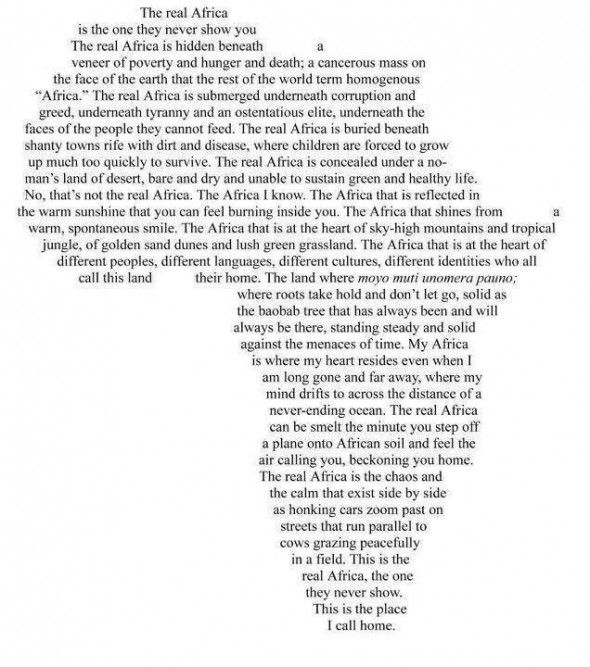 The real Africa
is the one they never show you
The real Africa is hidden beneath a
veneer of poverty and hunger and death; a cancerous mass on
the face of the earth that the rest of the world term homogenous
“Africa.” The real Africa is submerged underneath corruption and
greed, underneath tyranny and an ostentatious elite, underneath the
faces of the people they cannot feed. The real Africa is buried beneath
shanty towns rife with dirt and disease, where children are forced to grow
up much too quickly to survive. The real Africa is concealed under a no-
man’s land of desert, bare and dry and unable to sustain green and healthy life.
No, that’s not the real Africa. The Africa I know. The Africa that is reflected in
the warm sunshine that you can feel burning inside you. The Africa that shines from a
warm, spontaneous smile. The Africa that is at the heart of sky-high mountains and tropical
jungle, of golden sand dunes and lush green grassland. The Africa that is at the heart of
different peoples, different languages, different cultures, different identities who all
call this land their home. The land where moyo muti unomera pauno;
where roots take hold and don’t let go, solid as
the baobab tree that has always been and will
always be there, standing steady and solid
against the menaces of time. My Africa
is where my heart resides even when I
am long gone and far away, where my
mind drifts to across the distance of a
never-ending ocean. The real Africa
can be smelt the minute you step off
a plane onto African soil and feel the
air calling you, beckoning you home.
The real Africa is the chaos and
the calm that exist side by side
as honking cars zoom past on
streets that run parallel to
cows grazing peacefully
in a field. This is the
real Africa, the one
they never show.
This is the place
I call home.